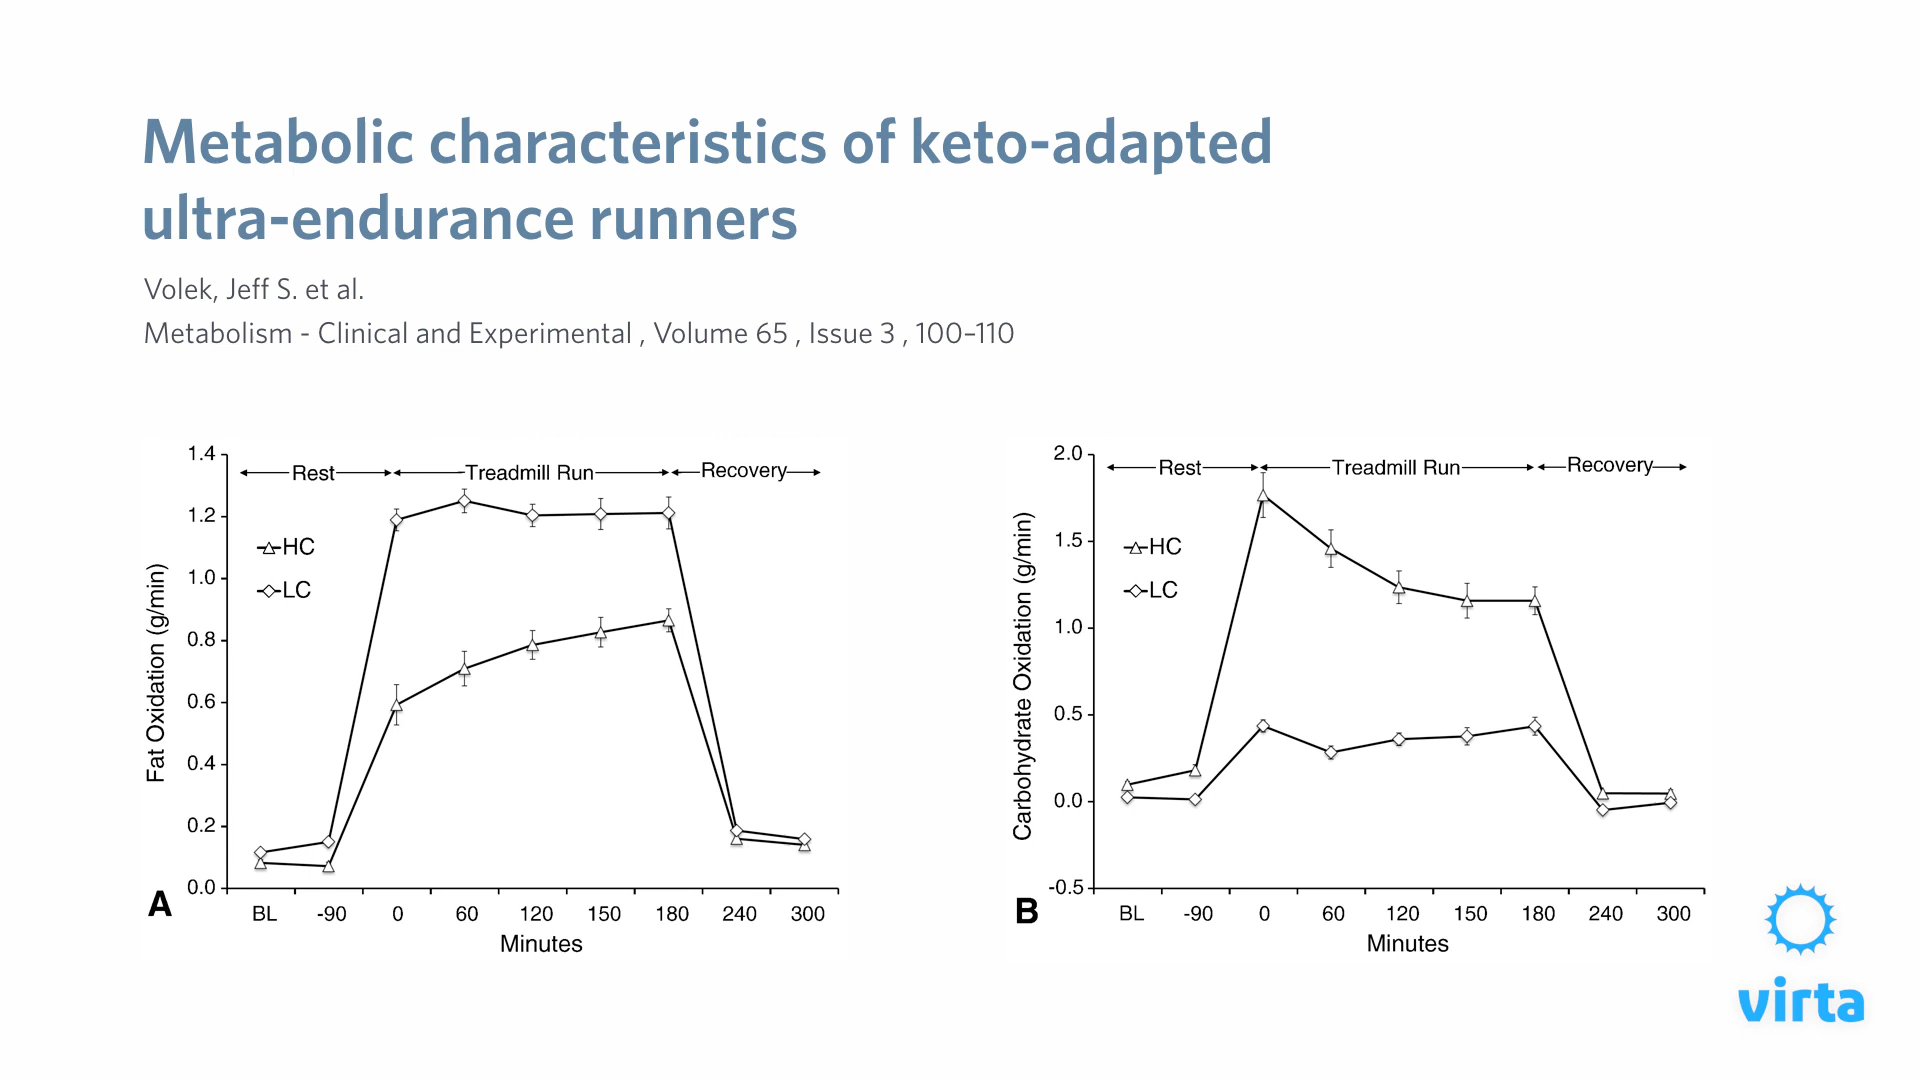 Metabolic characteristics of keto-adapted
ultra-endurance runners
Volek, Jeff S. et al.
Metabolism - Clinical and Experimental , Volume 65 , Issue 3 , 100–110
1.4
1.2
1.0
0.8
0.6
0.4
0.2
0.0
Fat Oxidation (g/min)
Rest Treadmill Run Recovery
HC
LC
A
BL -90 0 60 120 150 180 240 300
Minutes
2.0
1.5
1.0
0.5
0.0
-0.5
Carbohydrate Oxidation (g/min)
Rest Treadmill Run Recovery
HC
LC
B
BL -90 0 60 120 150 180 240 300
Minutes
virta